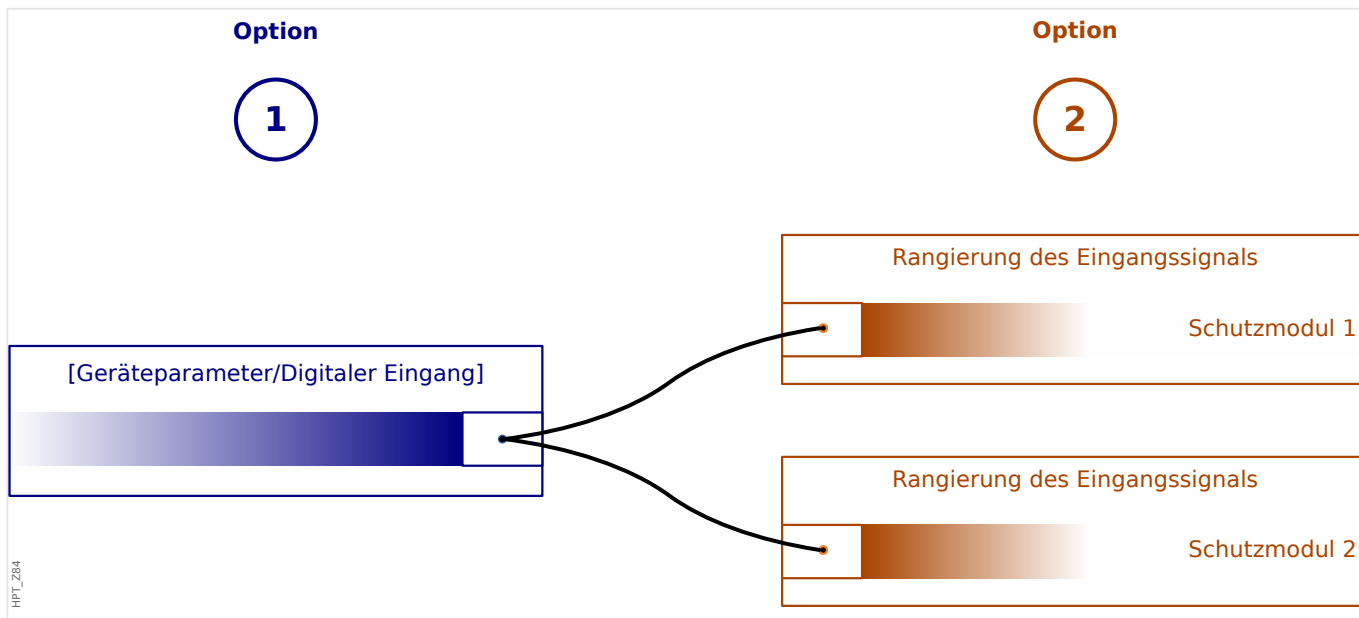 Option
1
Option
2
[Geräteparameter/Digitaler Eingang]
Rangierung des Eingangssignals
Schutzmodul 1
Rangierung des Eingangssignals
Schutzmodul 2
HPT_Z84